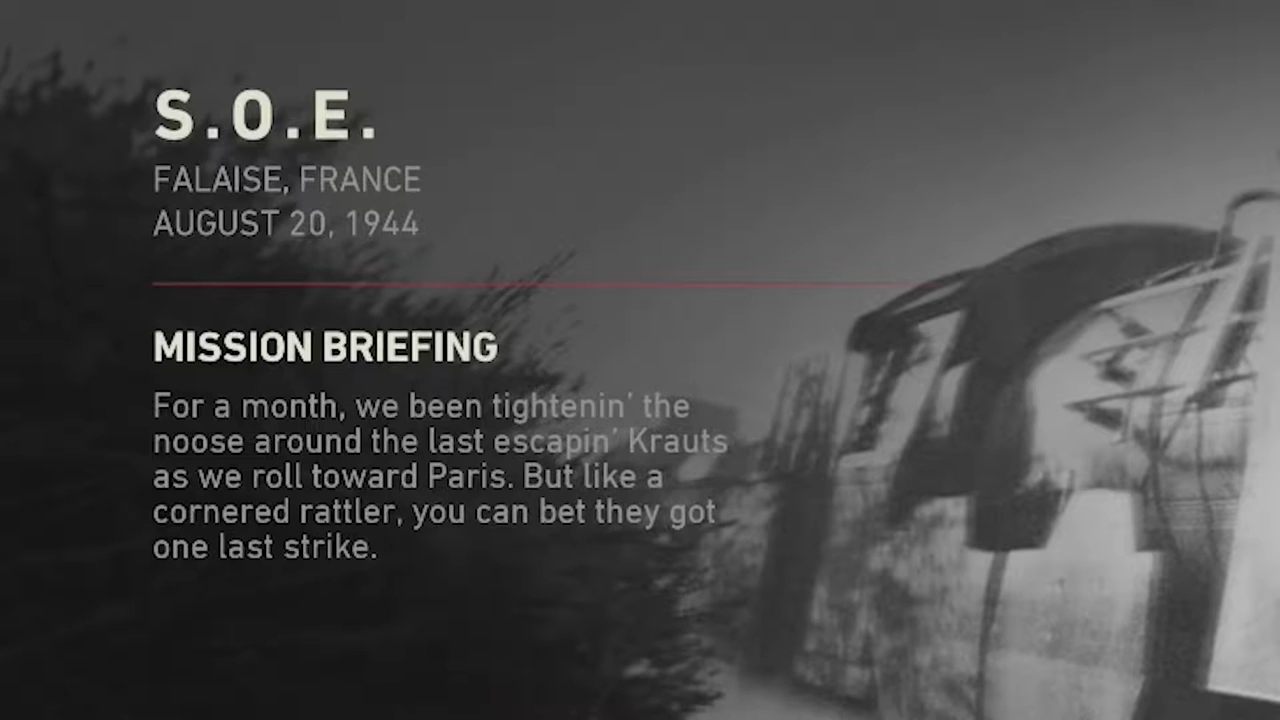 S.O.E.
FALAISE, FRANCE
AUGUST 20, 1944
MISSION BRIEFING
For a month, we been tightenin’ the
noose around the last escapin’ Krauts
as we roll toward Paris. But like a
cornered rattler, you can bet they got
one last strike.